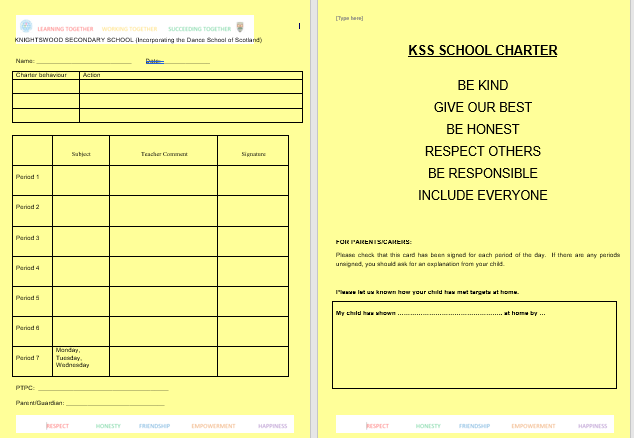 LEARNING TOGETHER WORKING TOGETHER SUCCEEDING TOGETHER
KNIGHTSWOOD SECONDARY SCHOOL (Incorporating the Dance School of Scotland)
Name: ____________________________ Date: ______________
Charter behaviour Action
Subject Teacher Comment Signature
Period 1
Period 2
Period 3
Period 4
Period 5
Period 6
Period 7 Monday,
Tuesday,
Wednesday
PTPC: ______________________________________
Parent/Guardian: _____________________________
RESPECT HONESTY FRIENDSHIP EMPOWERMENT HAPPINESS
[Type here]
KSS SCHOOL CHARTER
BE KIND
GIVE OUR BEST
BE HONEST
RESPECT OTHERS
BE RESPONSIBLE
INCLUDE EVERYONE
FOR PARENTS/CARERS:
Please check that this card has been signed for each period of the day. If there are any periods
unsigned, you should ask for an explanation from your child.
Please let us known how your child has met targets at home.
My child has shown ………………………………………….. at home by …
RESPECT HONESTY FRIENDSHIP EMPOWERMENT HAPPINESS